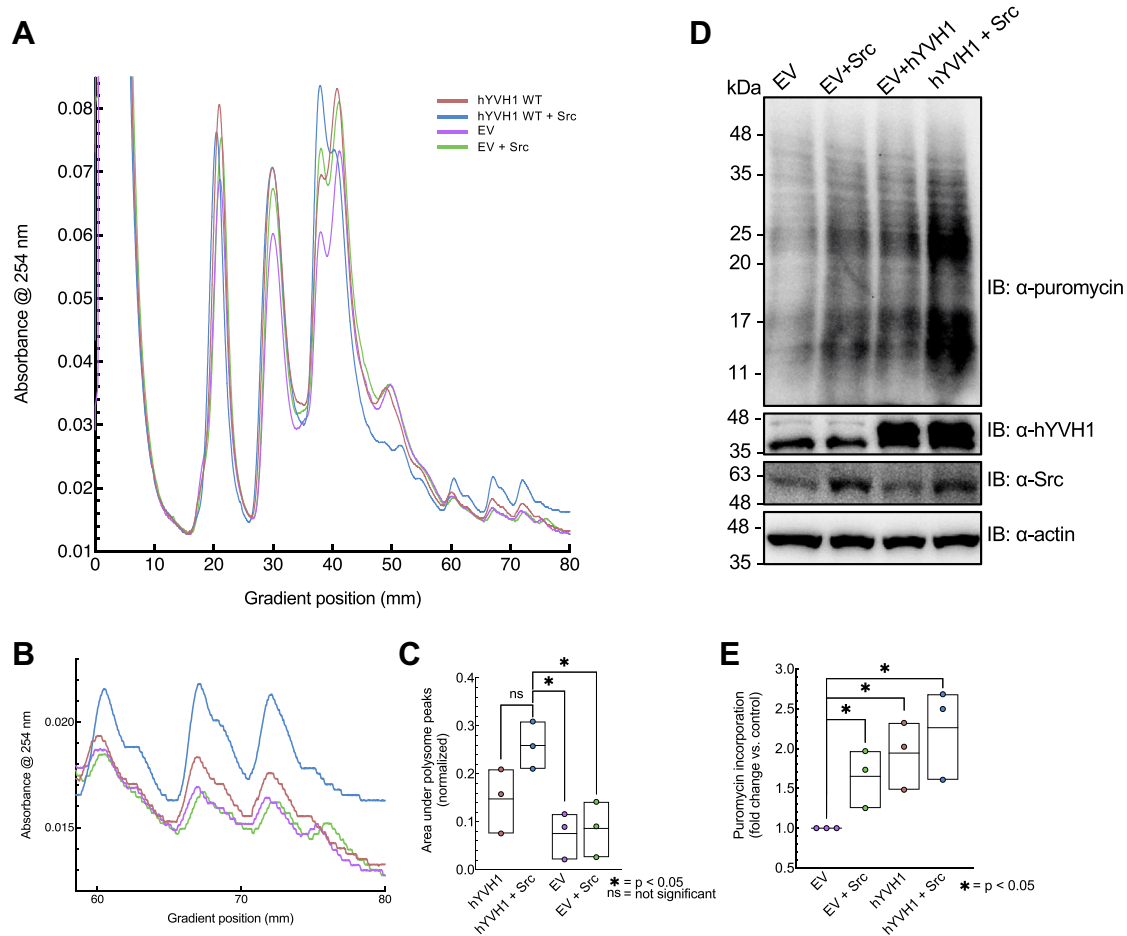 A
Absorbance @ 254 nm
0.08
0.07
0.06
0.05
0.04
0.03
0.02
0.01
0 10 20 30 40 50 60 70 80
Gradient position (mm)
hYVH1 WT
hYVH1 WT + Src
EV
EV + Src
B
Absorbance @ 254 nm
0.020
0.015
60 70 80
Gradient position (mm)
C
Area under polysome peaks
(normalized)
0.4
0.3
0.2
0.1
0.0
ns
*
*
hYVH1
hYVH1 + Src
EV
EV + Src
* = p < 0.05
ns = not significant
D
kDa
EV
EV+Src
EV+hYVH1
hYVH1 + Src
48
35
25
20
17
11
IB: α-puromycin
48
35
IB: α-hYVH1
63
48
IB: α-Src
48
35
IB: α-actin
E
Puromycin incorporation
(fold change vs. control)
3.0
2.5
2.0
1.5
1.0
0.5
*
*
*
EV
EV + Src
hYVH1
hYVH1 + Src
* = p < 0.05